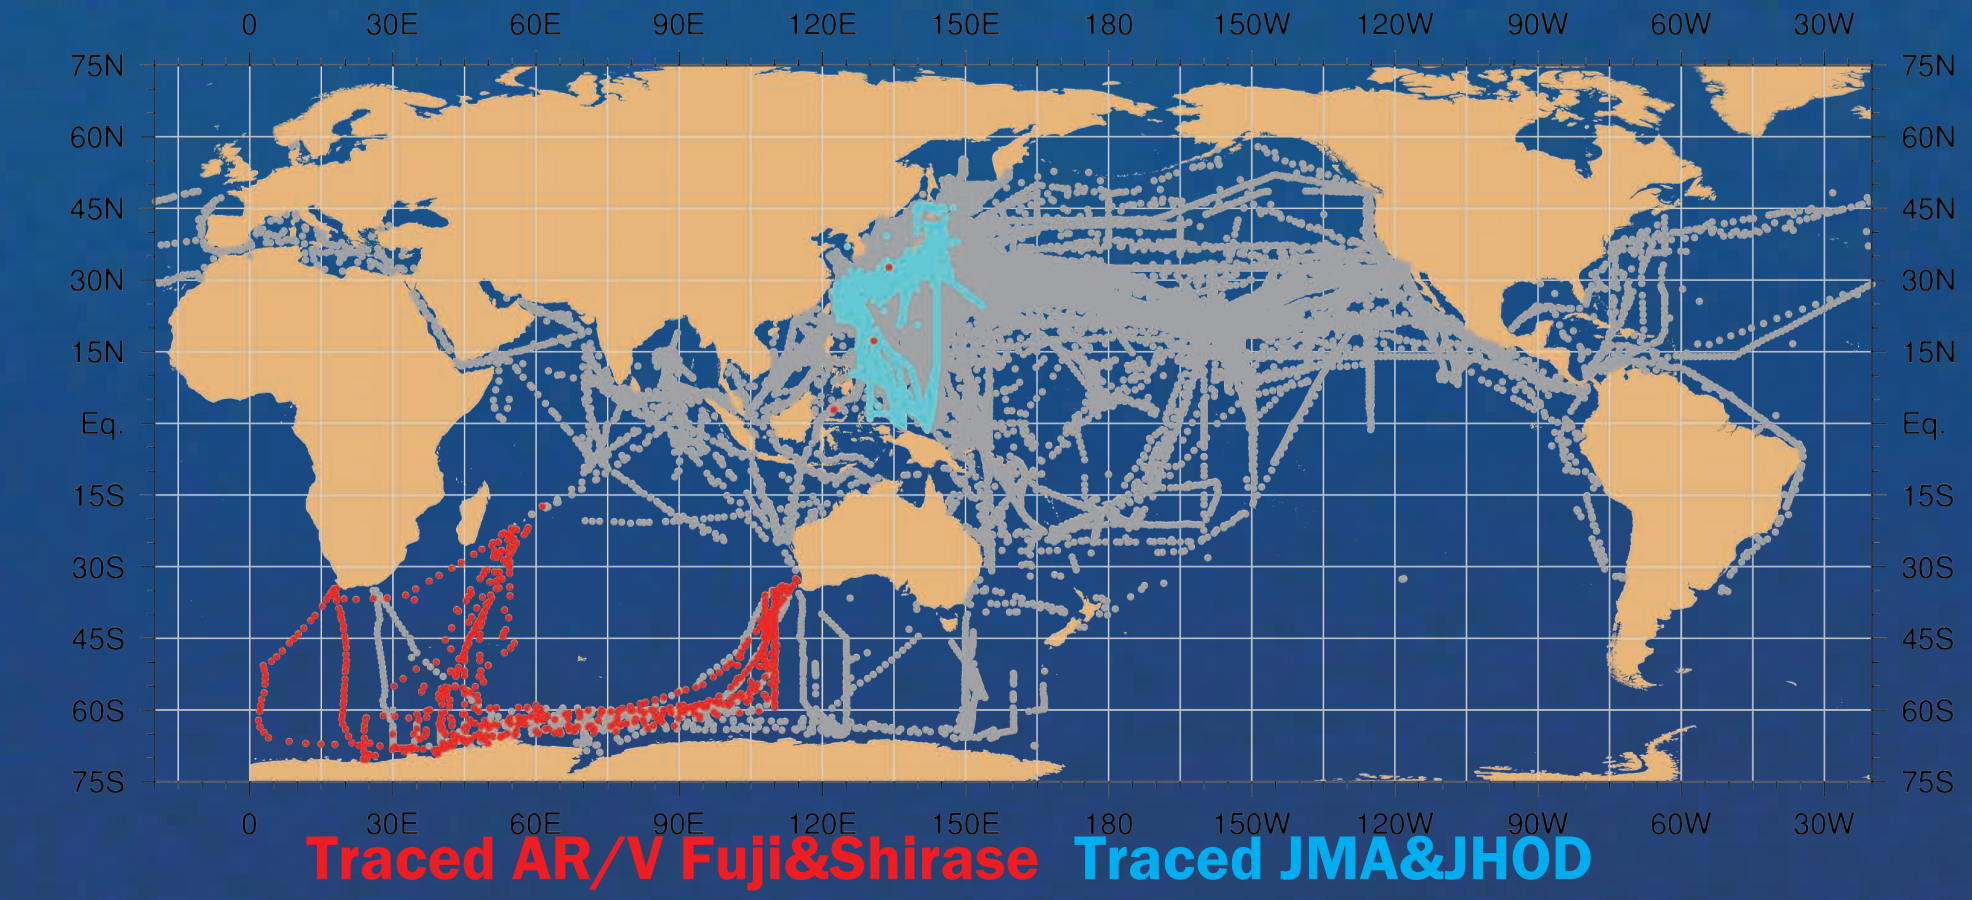 0 30E 60E 90E 120E 150E 180 150W 120W 90W 60W 30W
75N 75N
60N 60N
45N 45N
30N 30N
15N 15N
Eq. Eq.
15S 15S
30S 30S
45S 45S
60S 60S
75S 75S
0 30E 60E 90E 120E 150E 180 150W 120W 90W 60W 30W
Traced AR/V Fuji&Shirase Traced JMA&JHOD